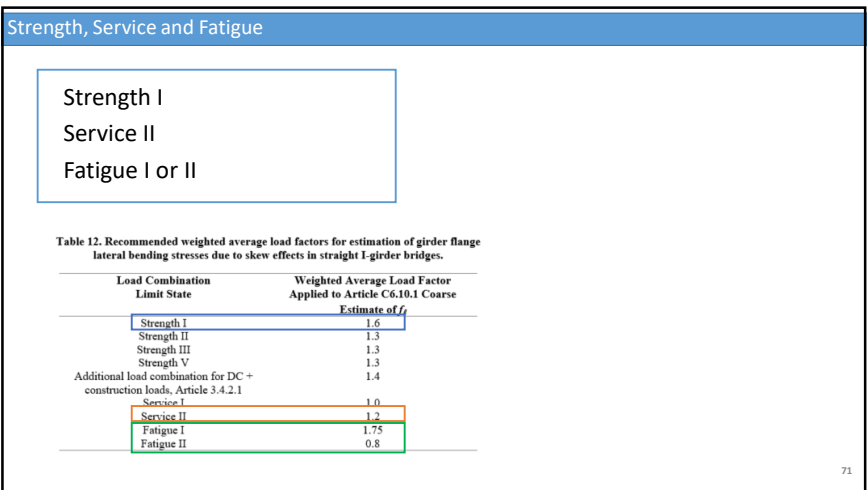 Strength, Service and Fatigue
Strength I
Service II
Fatigue I or II
Table 12. Recommended weighted average load factors for estimation of girder flange
lateral bending stresses due to skew effects in straight I-girder bridges.
Load Combination Weighted Average Load Factor
Limit State Applied to Article C6.10.1 Coarse
Estimate of fℓ
Strength I 1.6
Strength II 1.3
Strength III 1.3
Strength V 1.3
Additional load combination for DC + 1.4
construction loads, Article 3.4.2.1
Service I 1.0
Service II 1.2
Fatigue I 1.75
Fatigue II 0.8
71